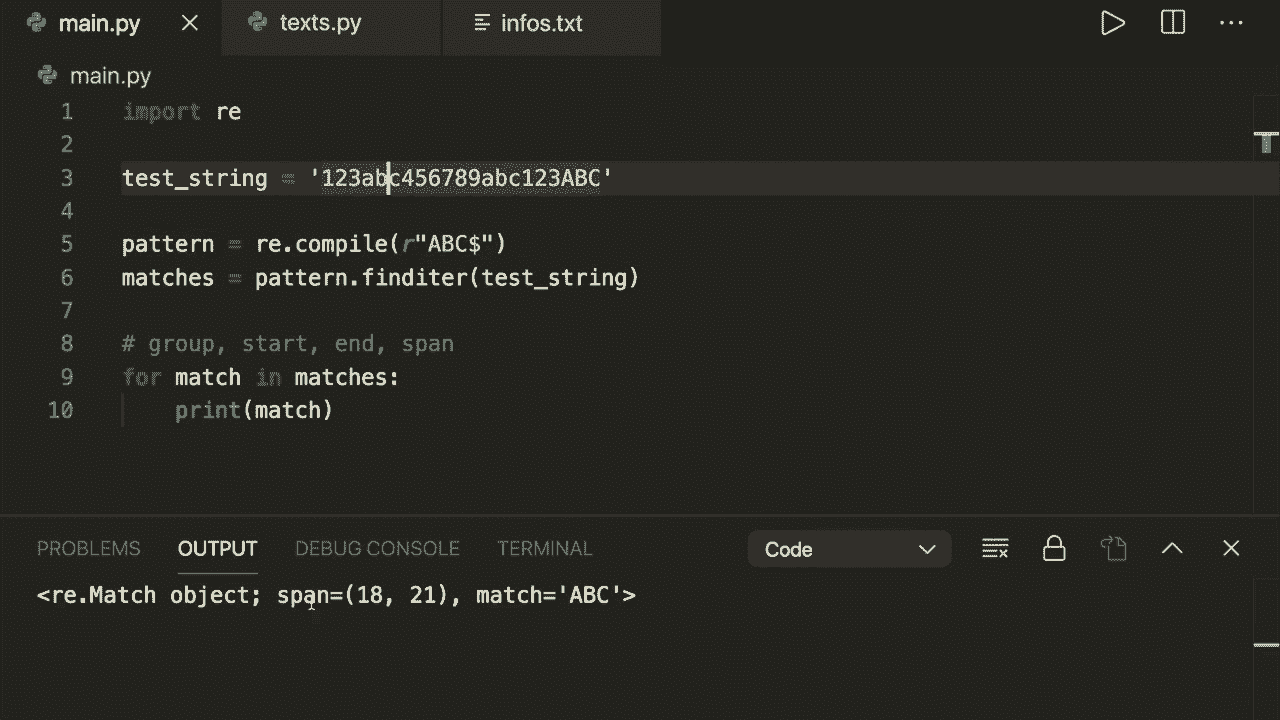 main.py
texts.py
infos.txt
main.py
1 import re
2
3 test_string = '123abc456789abc123ABC'
4
5 pattern = re.compile(r"ABC$")
6 matches = pattern.finditer(test_string)
7
8 # group, start, end, span
9 for match in matches:
10     print(match)
PROBLEMS OUTPUT DEBUG CONSOLE TERMINAL Code
<re.Match object; span=(18, 21), match='ABC'>